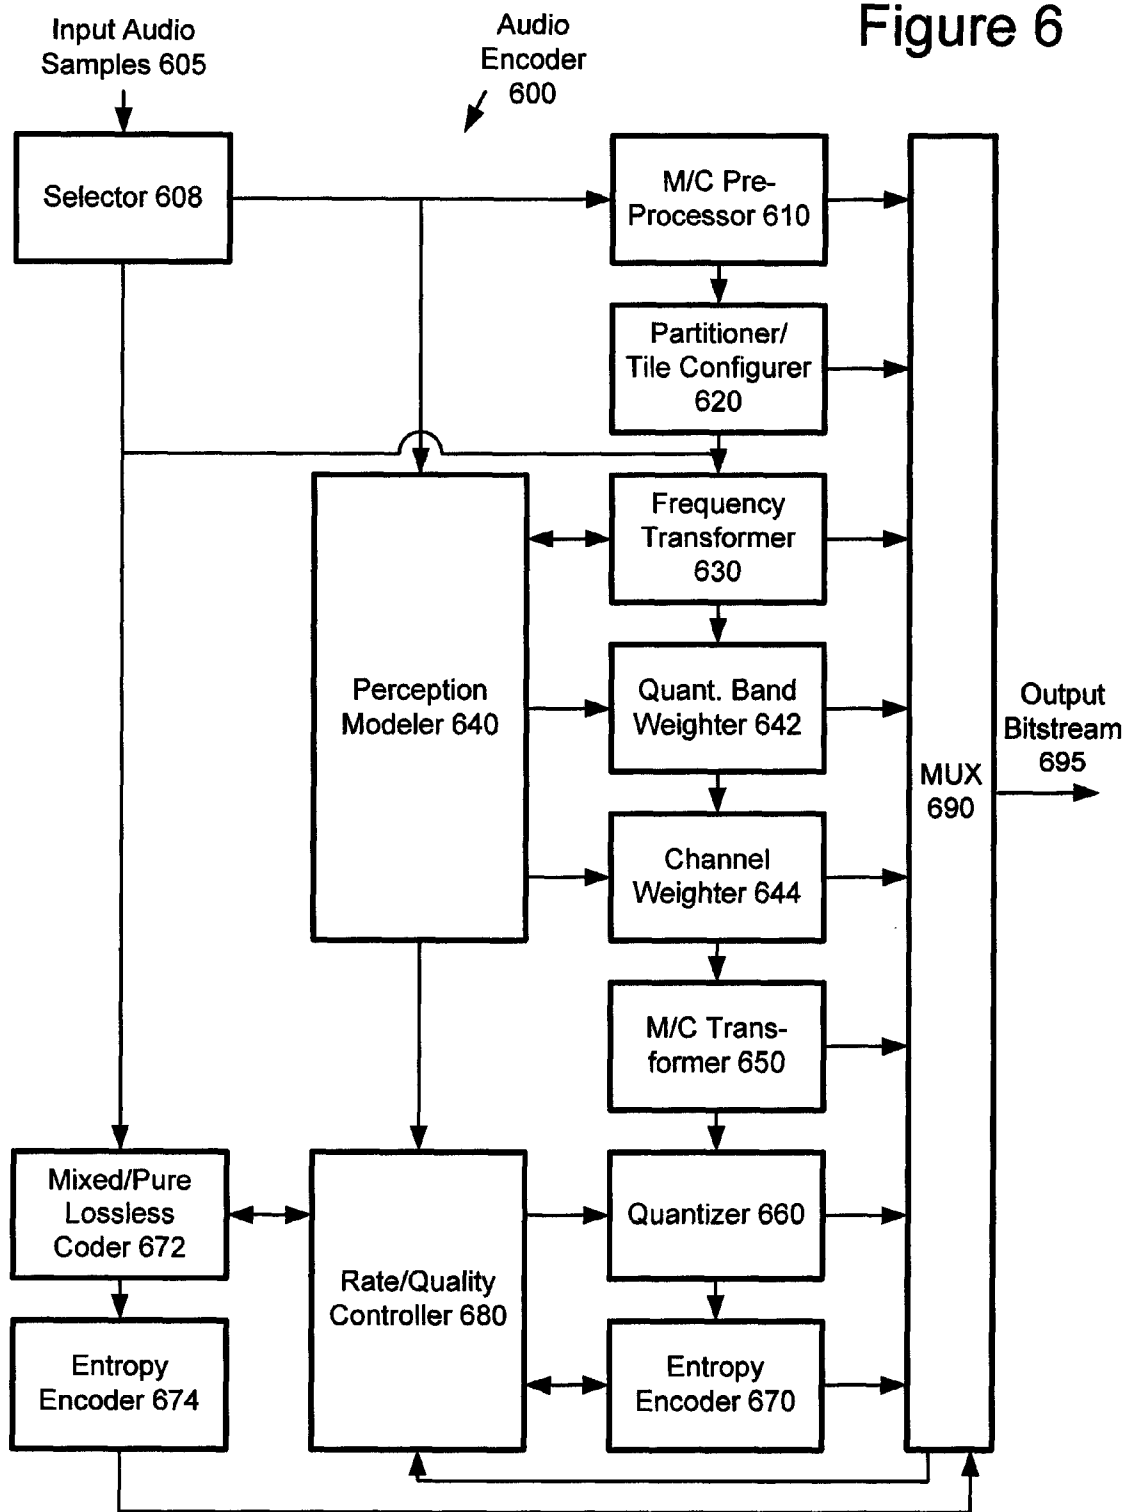 Figure 6
Input Audio
Samples 605
Audio
Encoder
600
Selector 608
M/C Pre-
Processor 610
Partitioner/
Tile Configurer
620
Frequency
Transformer
630
Perception
Modeler 640
Quant. Band
Weighter 642
Output
Bitstream
695
MUX
690
Channel
Weighter 644
M/C Trans-
former 650
Mixed/Pure
Lossless
Coder 672
Quantizer 660
Rate/Quality
Controller 680
Entropy
Encoder 674
Entropy
Encoder 670